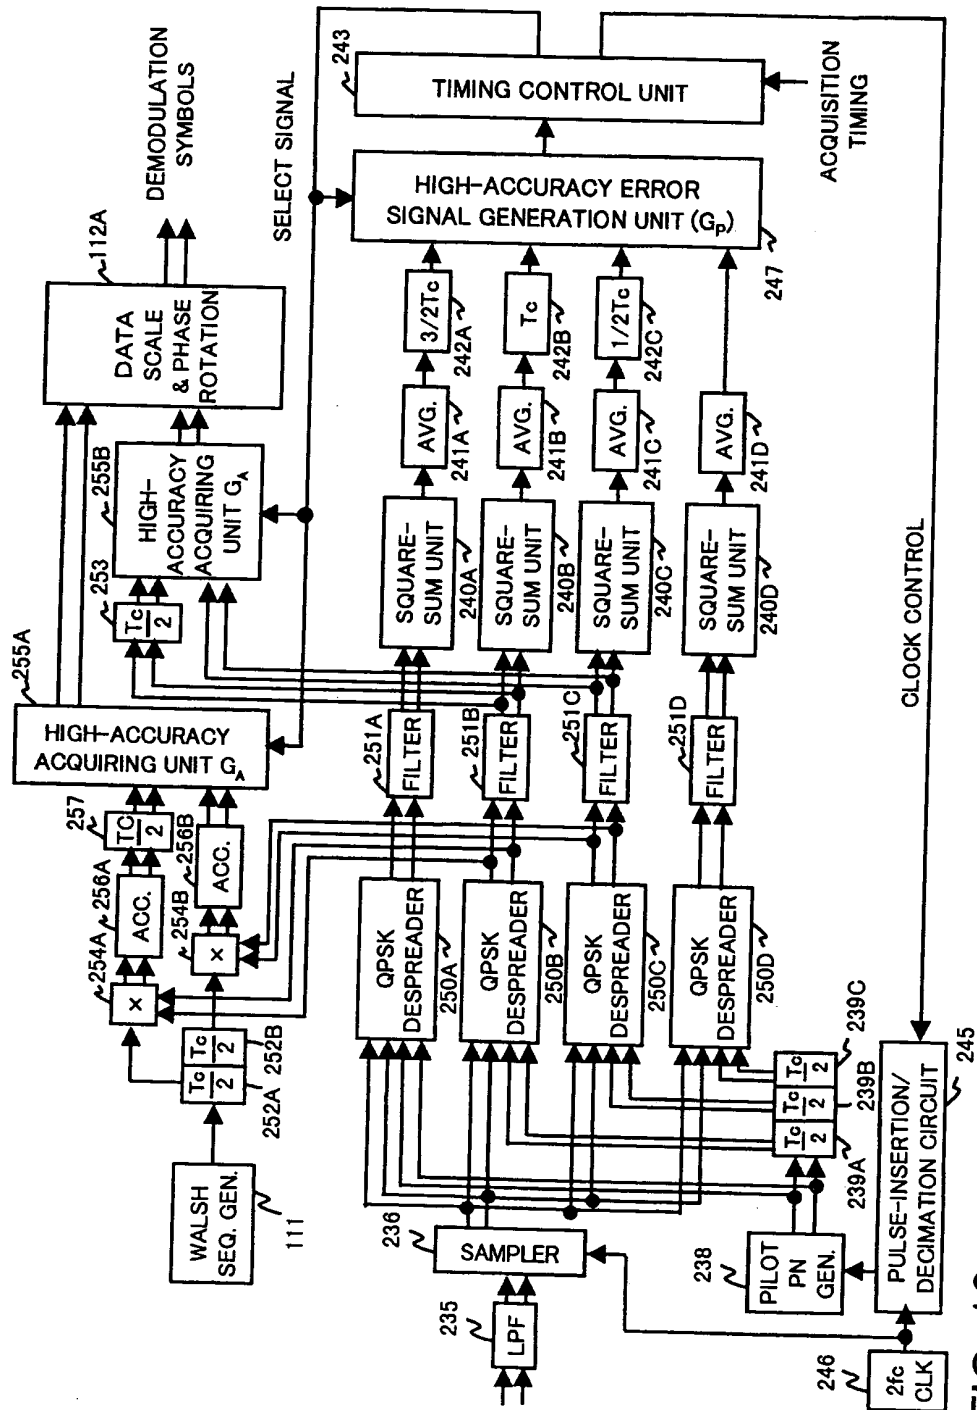 DEMODULATION
SYMBOLS
112A
DATA
SCALE
& PHASE
ROTATION
SELECT SIGNAL
243
TIMING CONTROL UNIT
ACQUISITION
TIMING
HIGH-ACCURACY ERROR
SIGNAL GENERATION UNIT (GP)
247
255B
HIGH-
ACCURACY
ACQUIRING
UNIT GA
253
Tc
2
255A
HIGH-ACCURACY
ACQUIRING UNIT GA
257
TC
2
256A
ACC.
256B
ACC.
254A
×
254B
×
Tc
2
252A
Tc
2
252B
WALSH
SEQ. GEN.
111
3/2Tc
242A
Tc
242B
1/2Tc
242C
AVG.
241A
AVG.
241B
AVG.
241C
AVG.
241D
SQUARE-
SUM UNIT
240A
SQUARE-
SUM UNIT
240B
SQUARE-
SUM UNIT
240C
SQUARE-
SUM UNIT
240D
251A
FILTER
251B
FILTER
251C
FILTER
251D
FILTER
QPSK
DESPREADER
250A
QPSK
DESPREADER
250B
QPSK
DESPREADER
250C
QPSK
DESPREADER
250D
235
LPF
236
SAMPLER
238
PILOT
PN
GEN.
Tc
2
239A
Tc
2
239B
Tc
2
239C
CLOCK CONTROL
PULSE-INSERTION/
DECIMATION CIRCUIT
245
246
2fc
CLK